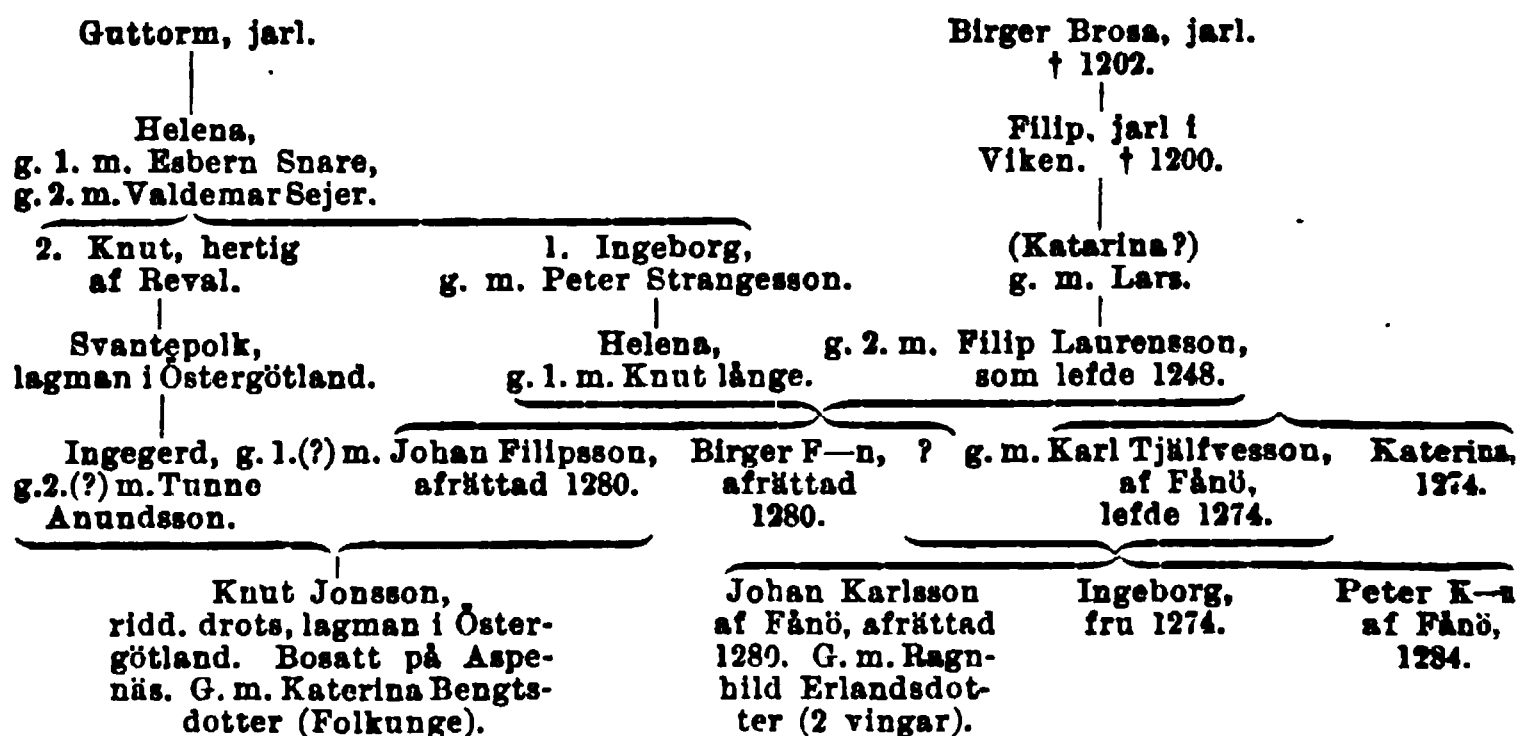 Guttorm, jarl.
Birger Brosa, jarl.
† 1202.
Helena,
g. 1. m. Esbern Snare,
g. 2. m. Valdemar Sejer.
Filip, jarl i
Viken. † 1200.
2. Knut, hertig
af Reval.
1. Ingeborg,
g. m. Peter Strangesson.
(Katarina?)
g. m. Lars.
Svantepolk,
lagman i Östergötland.
Helena,
g. 1. m. Knut långe.
g. 2. m. Filip Laurensson,
som lefde 1248.
Ingegerd, g. 1.(?) m. Johan Filipsson,
g. 2.(?) m. Tunne
Anundsson.
afrättad 1280.
Birger F—n,
afrättad
1280.
? g. m. Karl Tjälfvesson,
af Fånö,
lefde 1274.
Katerina,
1274.
Knut Jonsson,
ridd. drots, lagman i Öster-
götland. Bosatt på Aspe-
näs. G. m. Katerina Bengts-
dotter (Folkunge).
Johan Karlsson
af Fånö, afrättad
1280. G. m. Ragn-
hild Erlandsdot-
ter (2 vingar).
Ingeborg,
fru 1274.
Peter K—n
af Fånö,
1284.